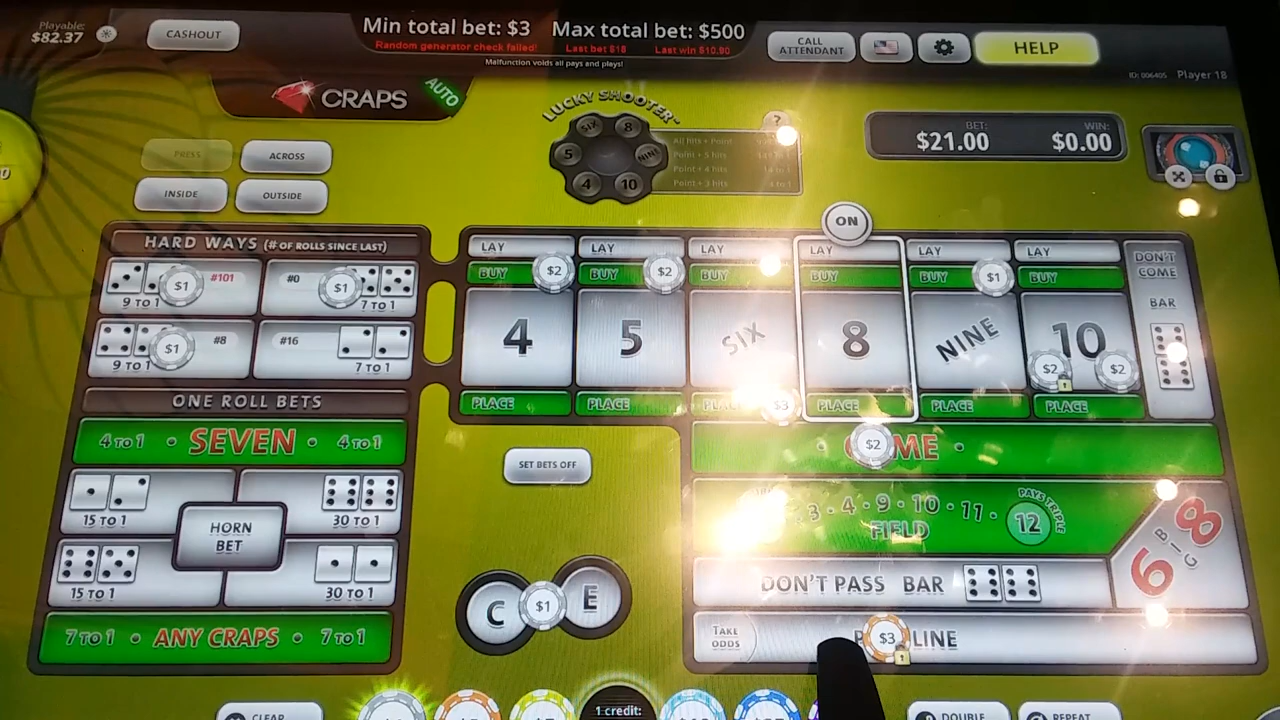 Playable:
$82.37
CASHOUT
Min total bet: $3 Max total bet: $500
Random generator check failed! Last bet $18 Last win $10.90
Malfunction voids all pays and plays!
CALL
ATTENDANT
HELP
ID: 006405 Player 18
CRAPS
AUTO
LUCKY SHOOTER
SIX 8
5 NINE
4 10
?
All hits + Point
Point + 5 hits
Point + 4 hits
Point + 3 hits
BET: WIN:
$21.00 $0.00
PRESS ACROSS
INSIDE OUTSIDE
ON
HARD WAYS (# OF ROLLS SINCE LAST)
$1 #101 #0 $1
9 TO 1 7 TO 1
$1 #8 #16
9 TO 1 7 TO 1
ONE ROLL BETS
4 TO 1 • SEVEN • 4 TO 1
15 TO 1 30 TO 1
HORN
BET
15 TO 1 30 TO 1
7 TO 1 • ANY CRAPS • 7 TO 1
LAY LAY LAY LAY LAY LAY
BUY $2 BUY $2 BUY BUY BUY $1 BUY
4 5 SIX 8 NINE 10
$2 $2
PLACE PLACE $3 PLACE PLACE PLACE
DON'T
COME
BAR
SET BETS OFF
$2 ME
3 - 4 - 9 - 10 - 11 -
FIELD
PAYS TRIPLE
12
BIG
6 8
DON'T PASS BAR
C $1 E
TAKE
ODDS
P $3 LINE
1 credit:
CLEAR
DOUBLE
REPEAT